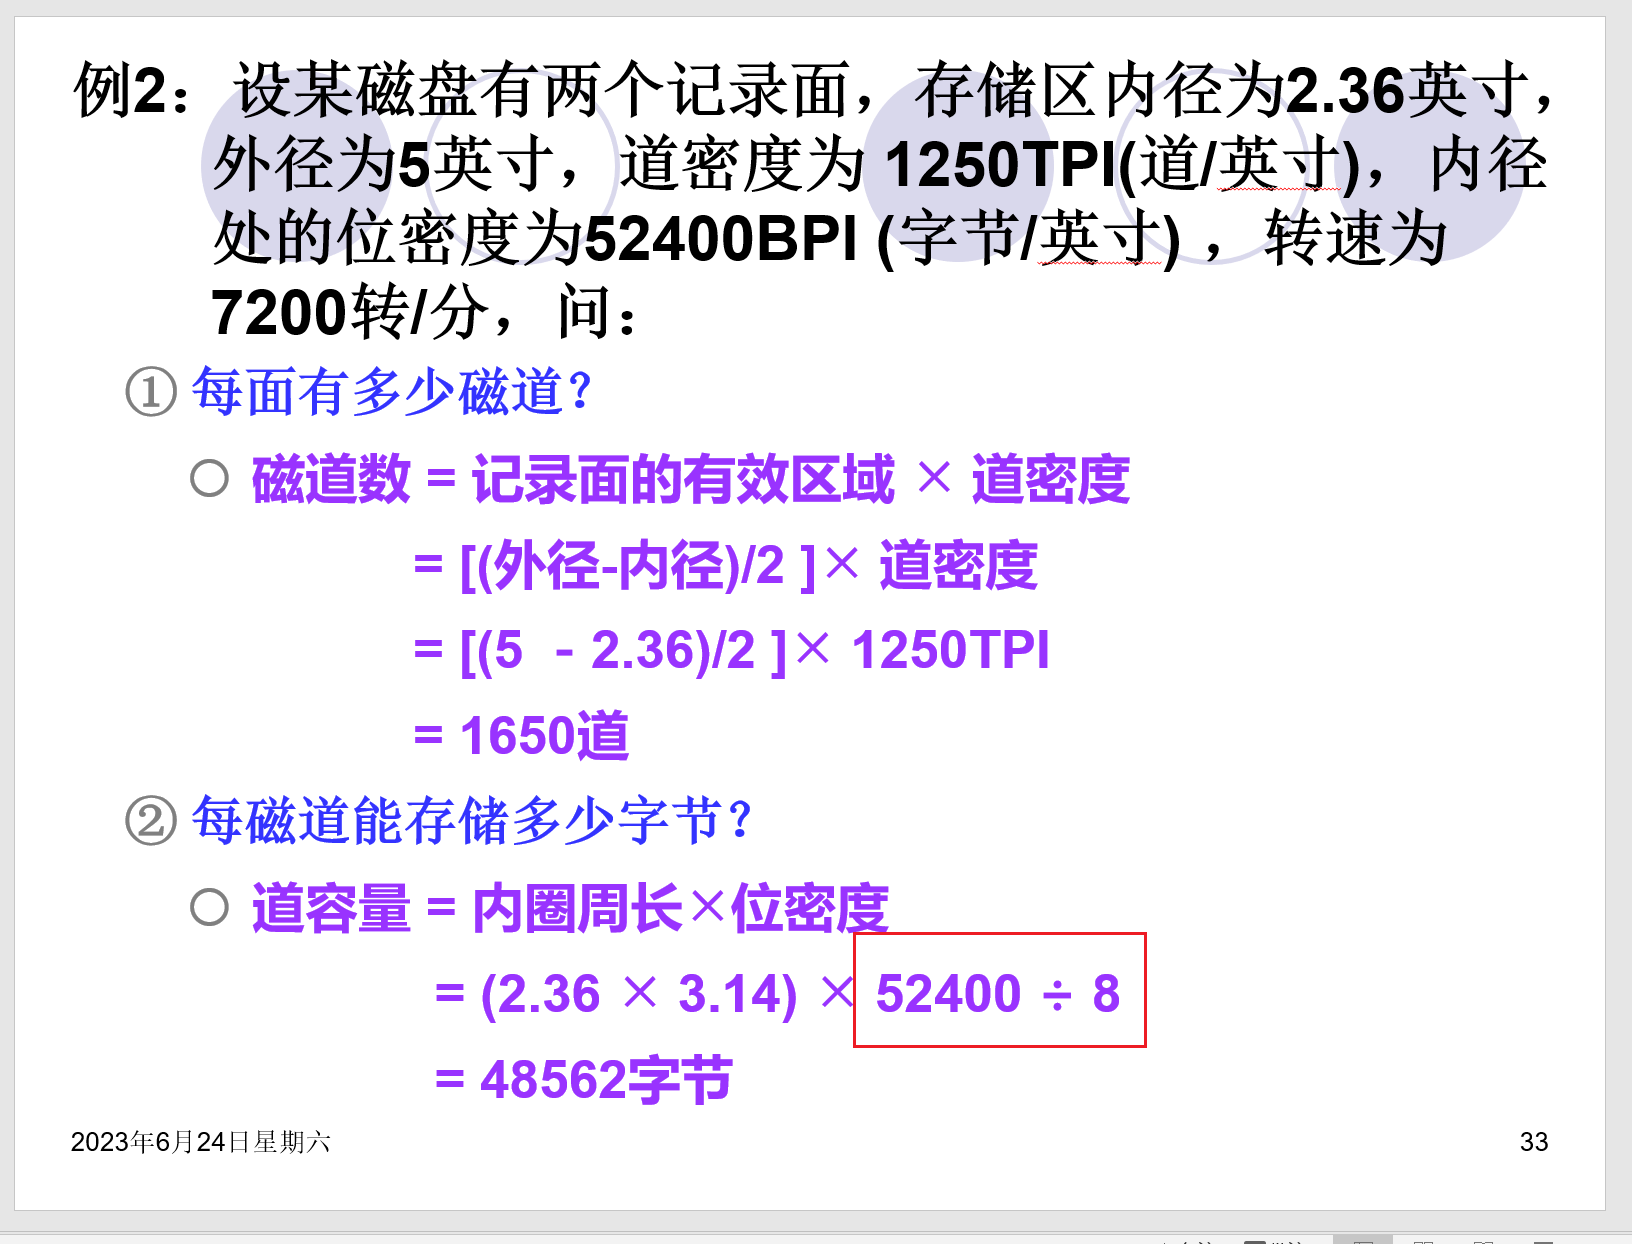 例2：设某磁盘有两个记录面，存储区内径为2.36英寸，
外径为5英寸，道密度为 1250TPI(道/英寸)，内径
处的位密度为52400BPI (字节/英寸) ，转速为
7200转/分，问：
① 每面有多少磁道？
磁道数 = 记录面的有效区域 × 道密度
= [(外径-内径)/2 ]× 道密度
= [(5 - 2.36)/2 ]× 1250TPI
= 1650道
② 每磁道能存储多少字节？
道容量 = 内圈周长×位密度
= (2.36 × 3.14) × 52400 ÷ 8
= 48562字节
2023年6月24日星期六
33